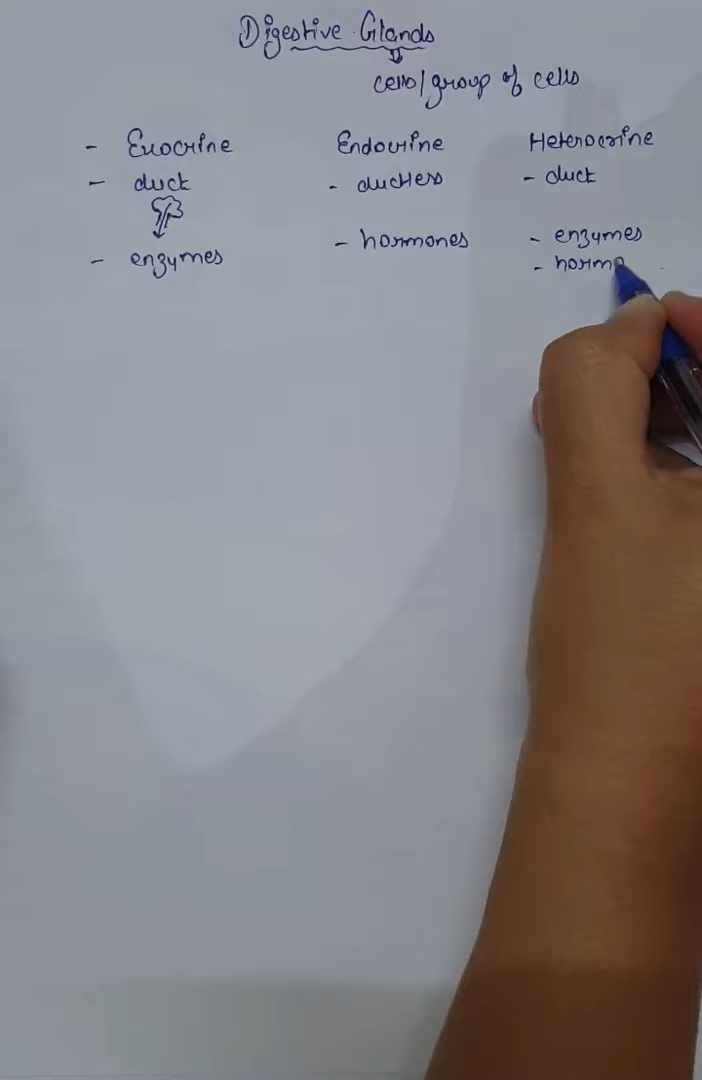 Digestive Glands
cells/group of cells
- Exocrine Endocrine Heterocrine
- duct - ductless - duct
- enzymes - hormones - enzymes
- hormo